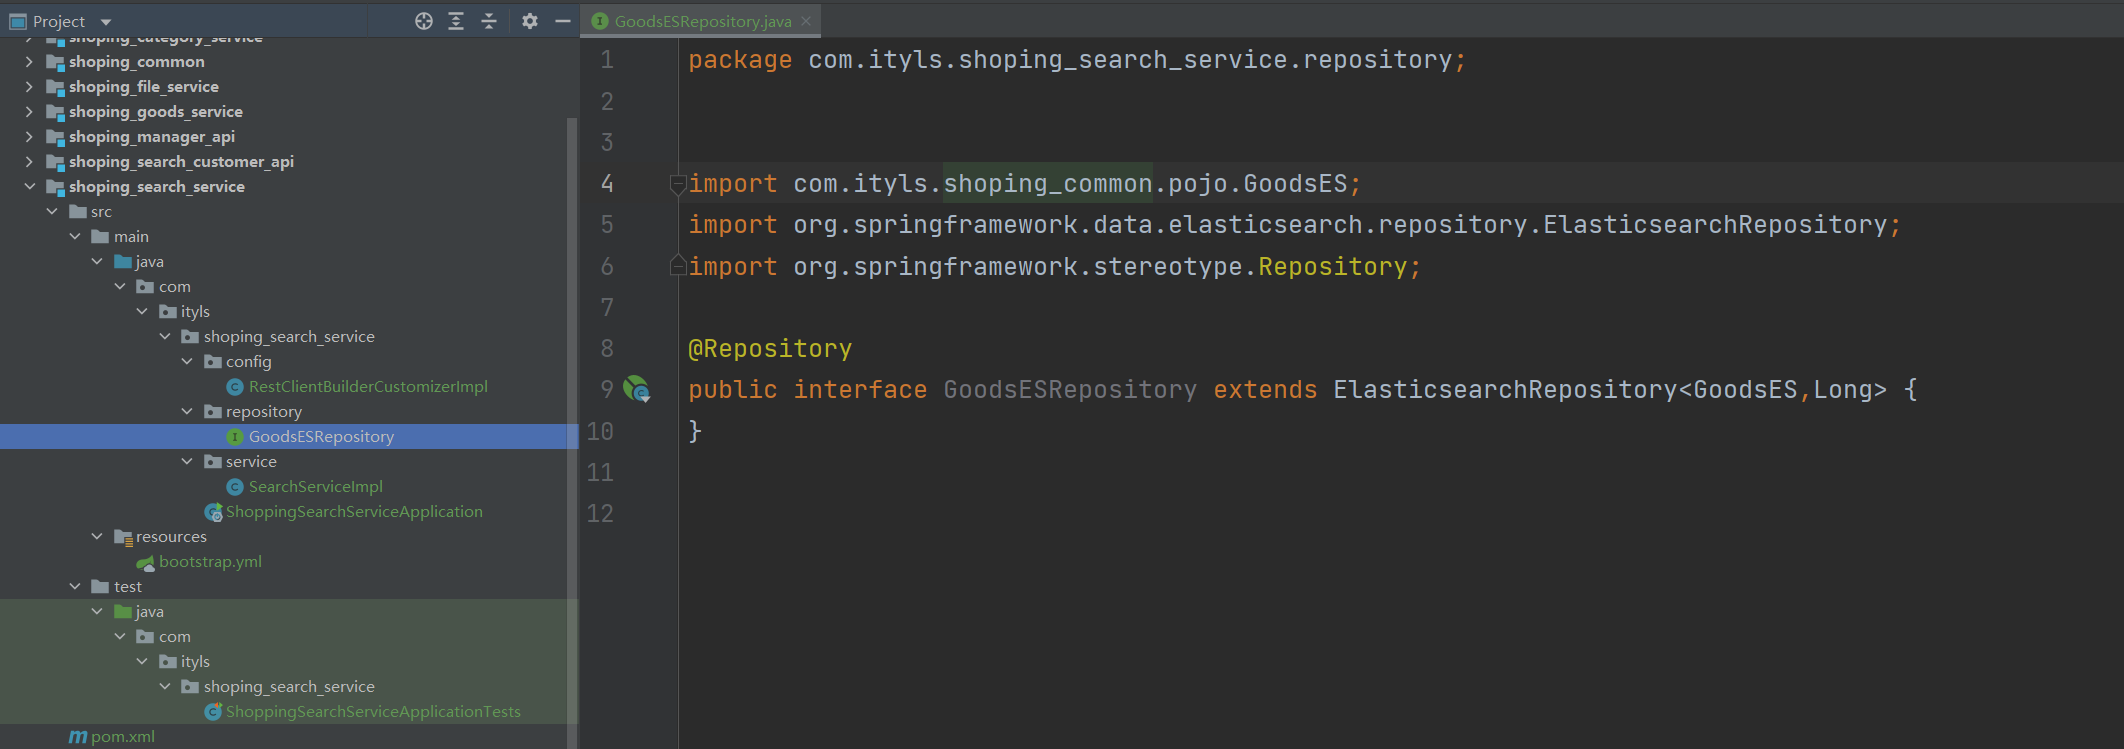 Project
shoping_category_service
shoping_common
shoping_file_service
shoping_goods_service
shoping_manager_api
shoping_search_customer_api
shoping_search_service
src
main
java
com
ityls
shoping_search_service
config
RestClientBuilderCustomizerImpl
repository
GoodsESRepository
service
SearchServiceImpl
ShoppingSearchServiceApplication
resources
bootstrap.yml
test
java
com
ityls
shoping_search_service
ShoppingSearchServiceApplicationTests
pom.xml
GoodsESRepository.java
1 package com.ityls.shoping_search_service.repository;
2
3
4 import com.ityls.shoping_common.pojo.GoodsES;
5 import org.springframework.data.elasticsearch.repository.ElasticsearchRepository;
6 import org.springframework.stereotype.Repository;
7
8 @Repository
9 public interface GoodsESRepository extends ElasticsearchRepository<GoodsES,Long> {
10 }
11
12